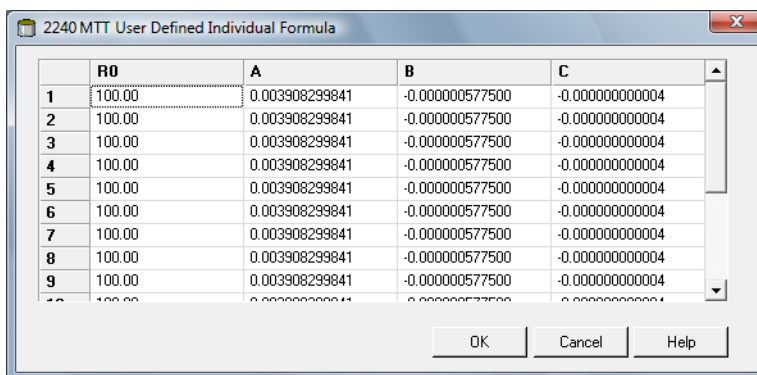 2240 MTT User Defined Individual Formula
R0 A B C
1 100.00 0.003908299841 -0.000000577500 -0.000000000004
2 100.00 0.003908299841 -0.000000577500 -0.000000000004
3 100.00 0.003908299841 -0.000000577500 -0.000000000004
4 100.00 0.003908299841 -0.000000577500 -0.000000000004
5 100.00 0.003908299841 -0.000000577500 -0.000000000004
6 100.00 0.003908299841 -0.000000577500 -0.000000000004
7 100.00 0.003908299841 -0.000000577500 -0.000000000004
8 100.00 0.003908299841 -0.000000577500 -0.000000000004
9 100.00 0.003908299841 -0.000000577500 -0.000000000004
OK Cancel Help